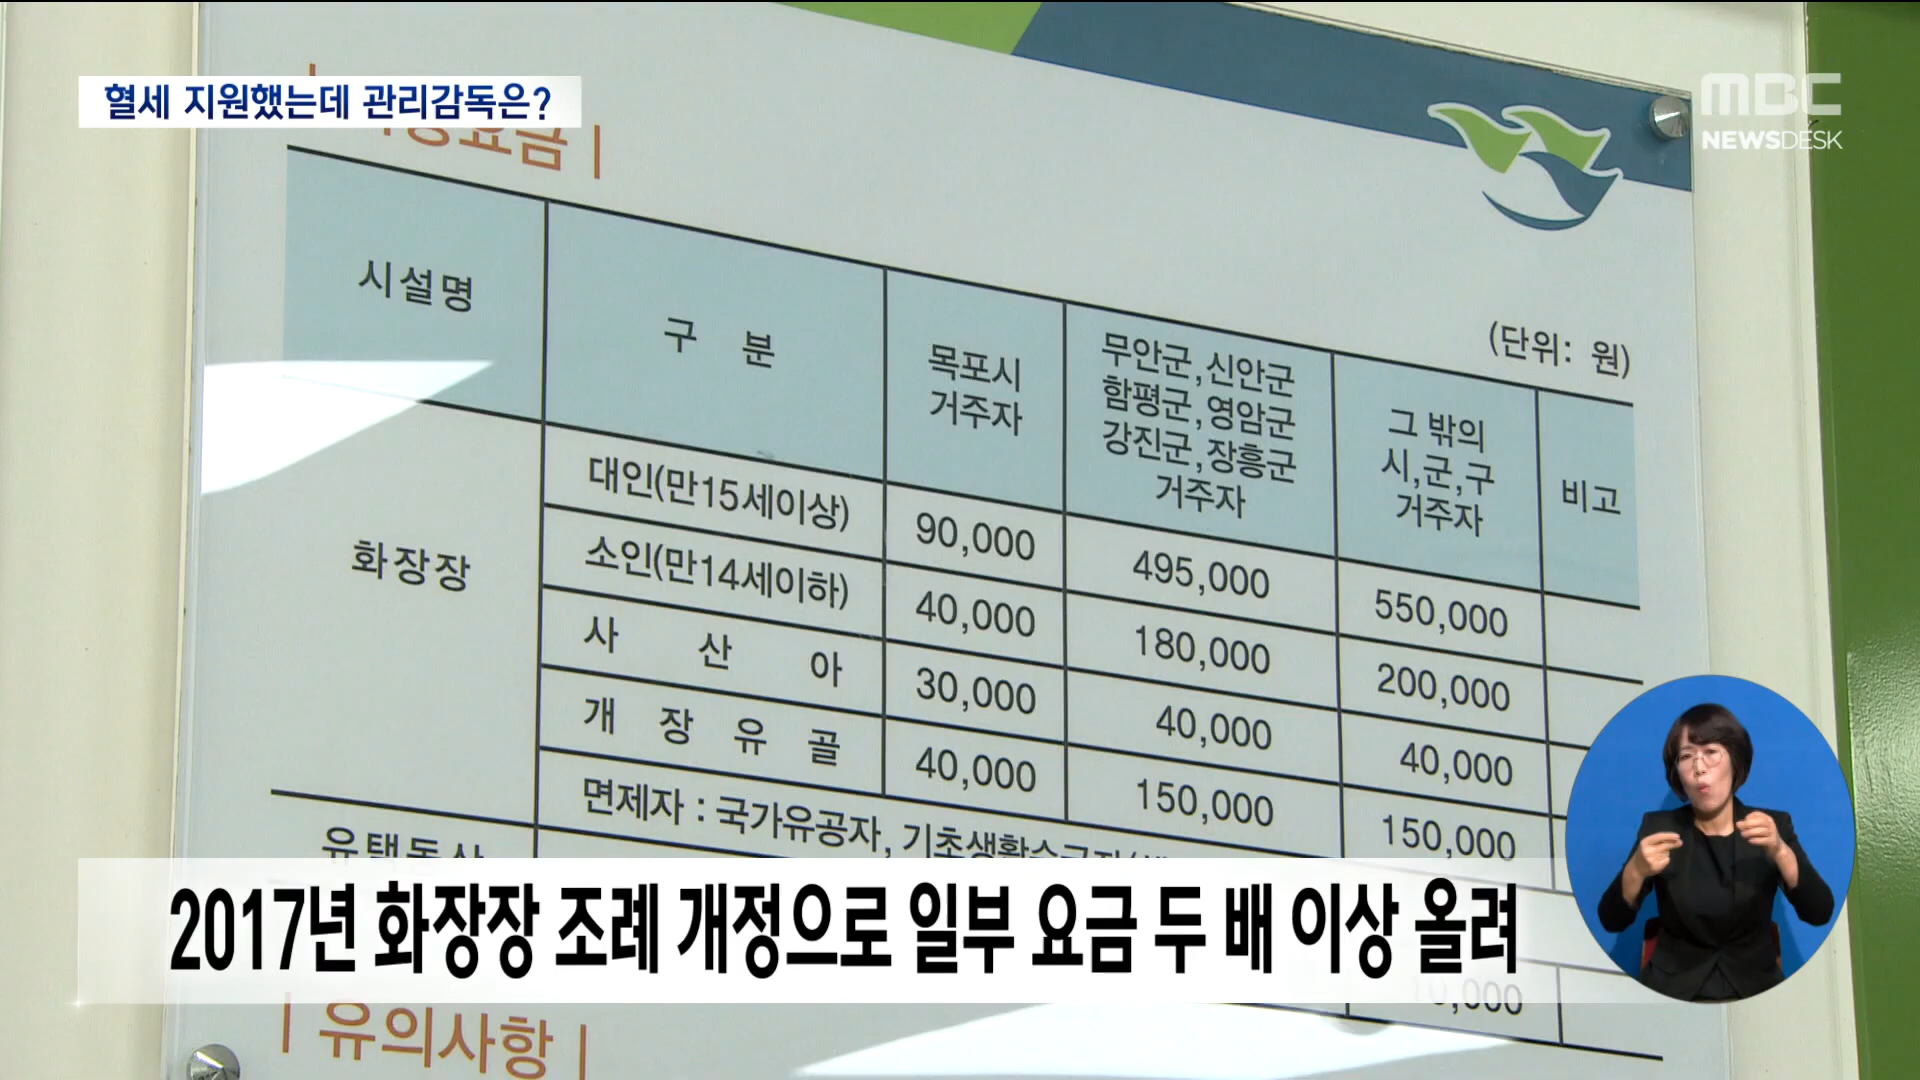 혈세 지원했는데 관리감독은?
MBC
NEWSDESK
요금 |
(단위: 원)
시설명
구 분
목포시
거주자
무안군, 신안군
함평군, 영암군
강진군, 장흥군
거주자
그 밖의
시,군,구
거주자
비고
화장장
대인(만15세이상)
90,000
495,000
550,000
소인(만14세이하)
40,000
180,000
200,000
사 산 아
30,000
40,000
40,000
개 장 유 골
40,000
150,000
150,000
면제자 : 국가유공자,
2017년 화장장 조례 개정으로 일부 요금 두 배 이상 올려
| 유의사항 |